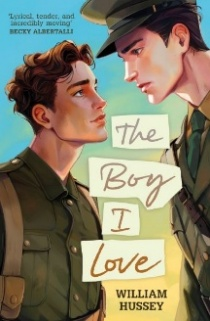 'Lyrical, tender, and
incredibly moving'
BECKY ALBERTALLI
The
Boy
I
Love
WILLIAM
HUSSEY